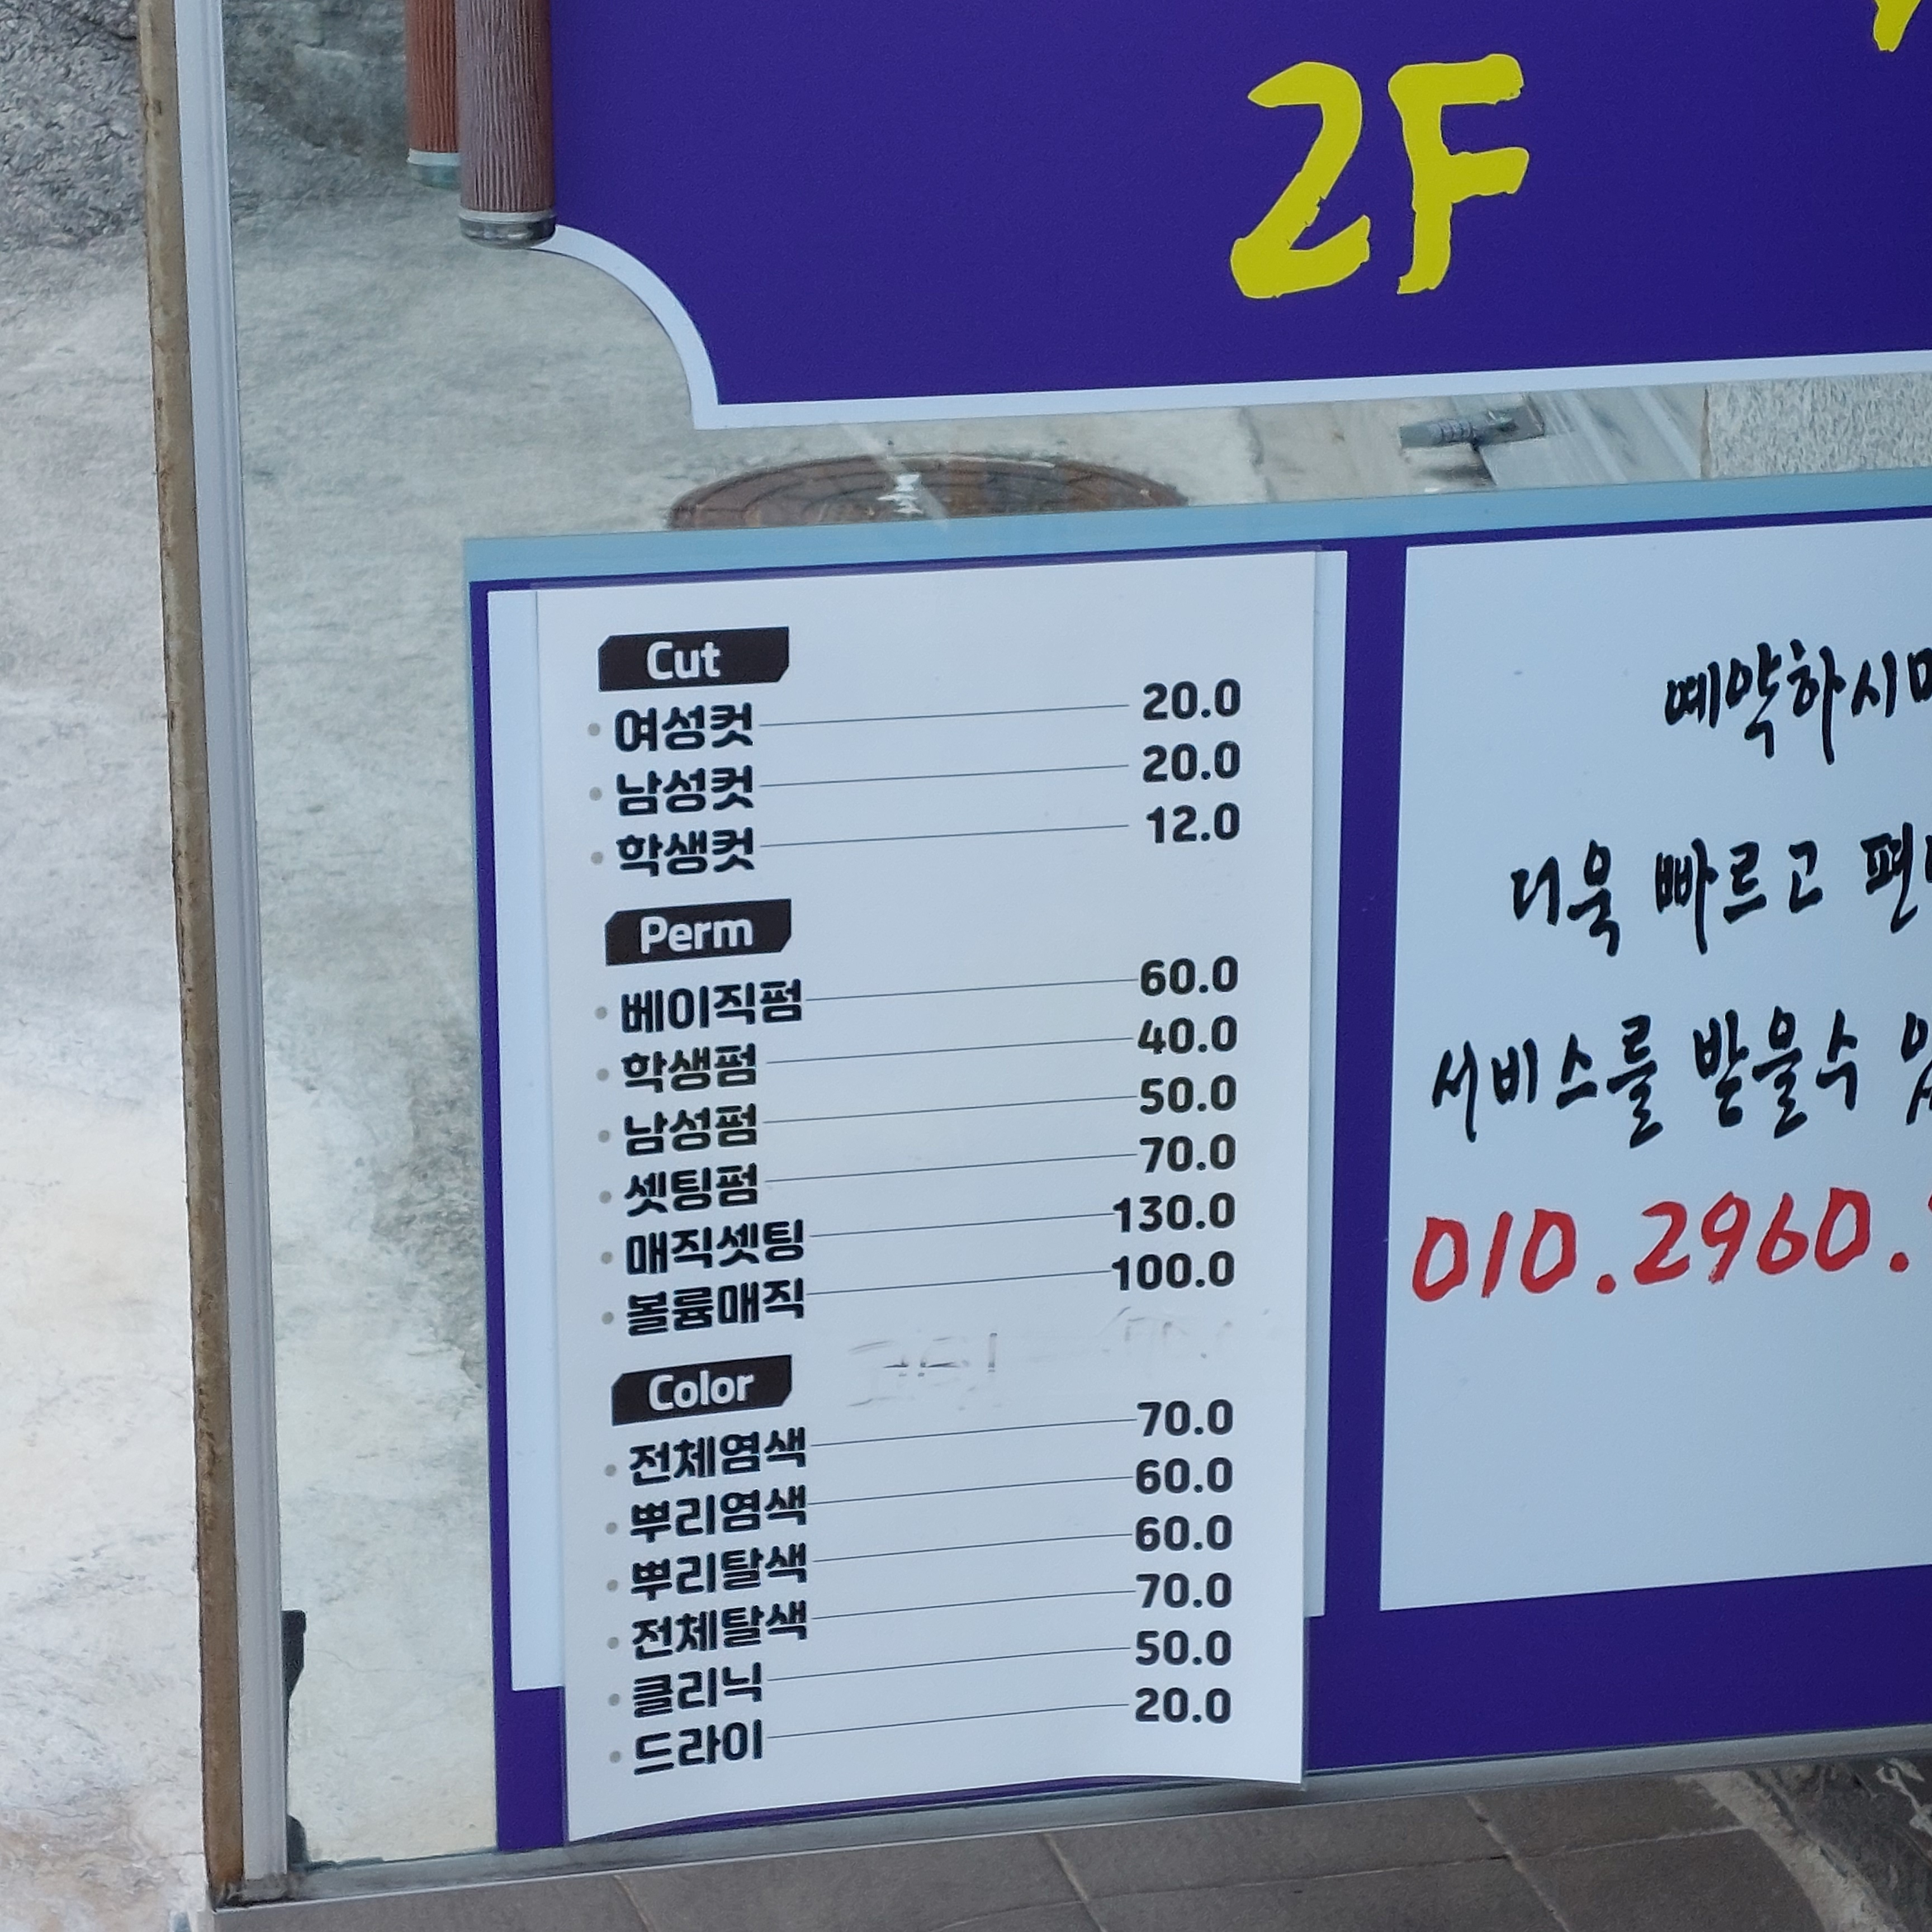 2F
Cut
여성컷 20.0
남성컷 20.0
학생컷 12.0
Perm
베이직펌 60.0
학생펌 40.0
남성펌 50.0
셋팅펌 70.0
매직셋팅 130.0
볼륨매직 100.0
Color
전체염색 70.0
뿌리염색 60.0
뿌리탈색 60.0
전체탈색 70.0
클리닉 50.0
드라이 20.0
예약하시
더욱 빠르고
서비스를 받을수
010.2960.